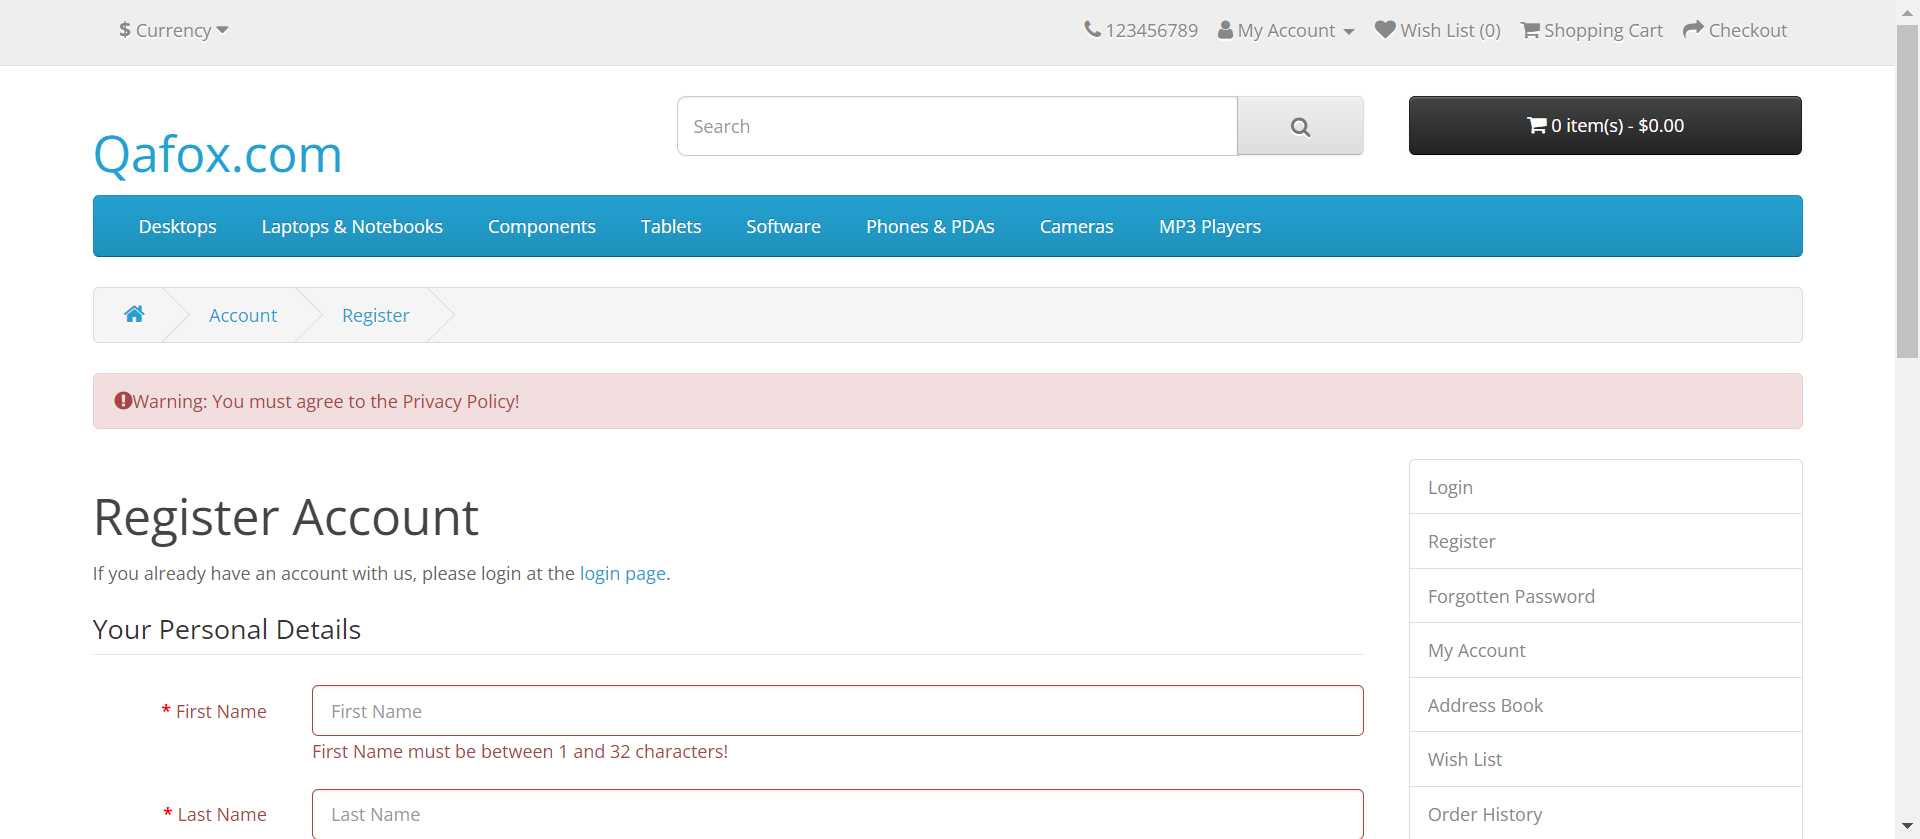 $ Currency
123456789 My Account Wish List (0) Shopping Cart Checkout
Qafox.com
Search
0 item(s) - $0.00
Desktops Laptops & Notebooks Components Tablets Software Phones & PDAs Cameras MP3 Players
Account Register
Warning: You must agree to the Privacy Policy!
Register Account
If you already have an account with us, please login at the login page.
Your Personal Details
* First Name First Name
First Name must be between 1 and 32 characters!
* Last Name Last Name
Login
Register
Forgotten Password
My Account
Address Book
Wish List
Order History